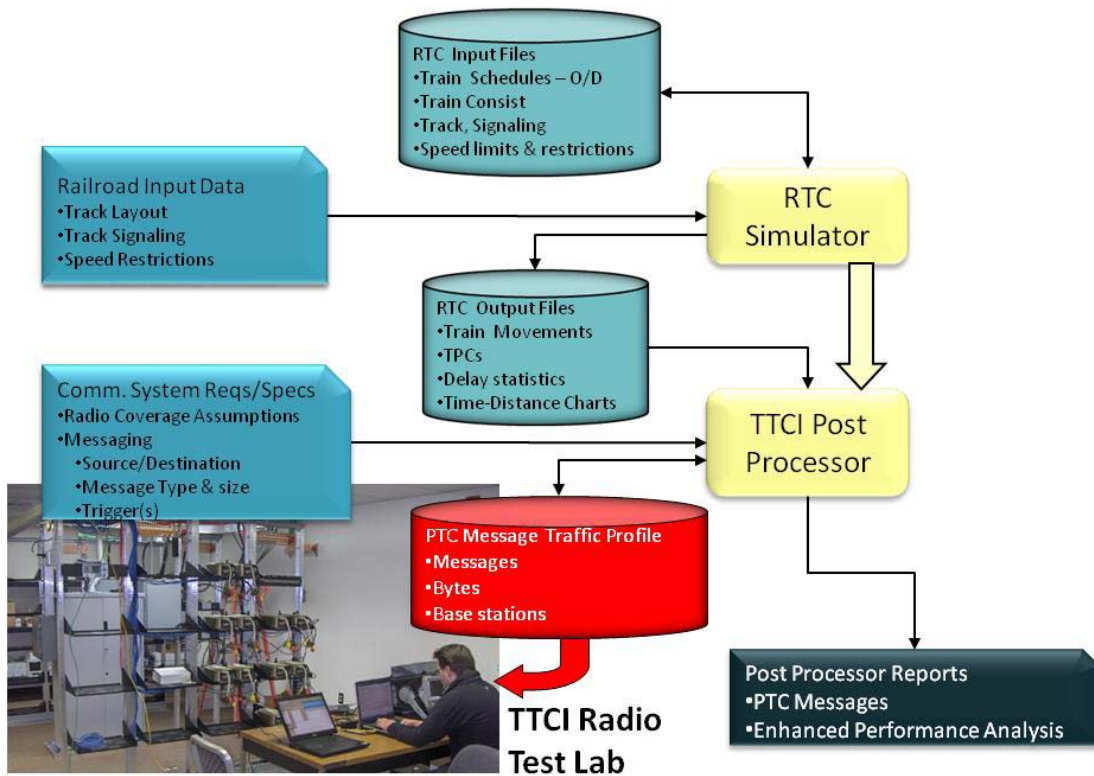 RTC Input Files
•Train Schedules – O/D
•Train Consist
•Track, Signaling
•Speed limits & restrictions
Railroad Input Data
•Track Layout
•Track Signaling
•Speed Restrictions
RTC
Simulator
RTC Output Files
•Train Movements
•TPCs
•Delay statistics
•Time-Distance Charts
Comm. System Reqs/Specs
•Radio Coverage Assumptions
•Messaging
•Source/Destination
•Message Type & size
•Trigger(s)
TTCI Post
Processor
PTC Message Traffic Profile
•Messages
•Bytes
•Base stations
TTCI Radio
Test Lab
Post Processor Reports
•PTC Messages
•Enhanced Performance Analysis